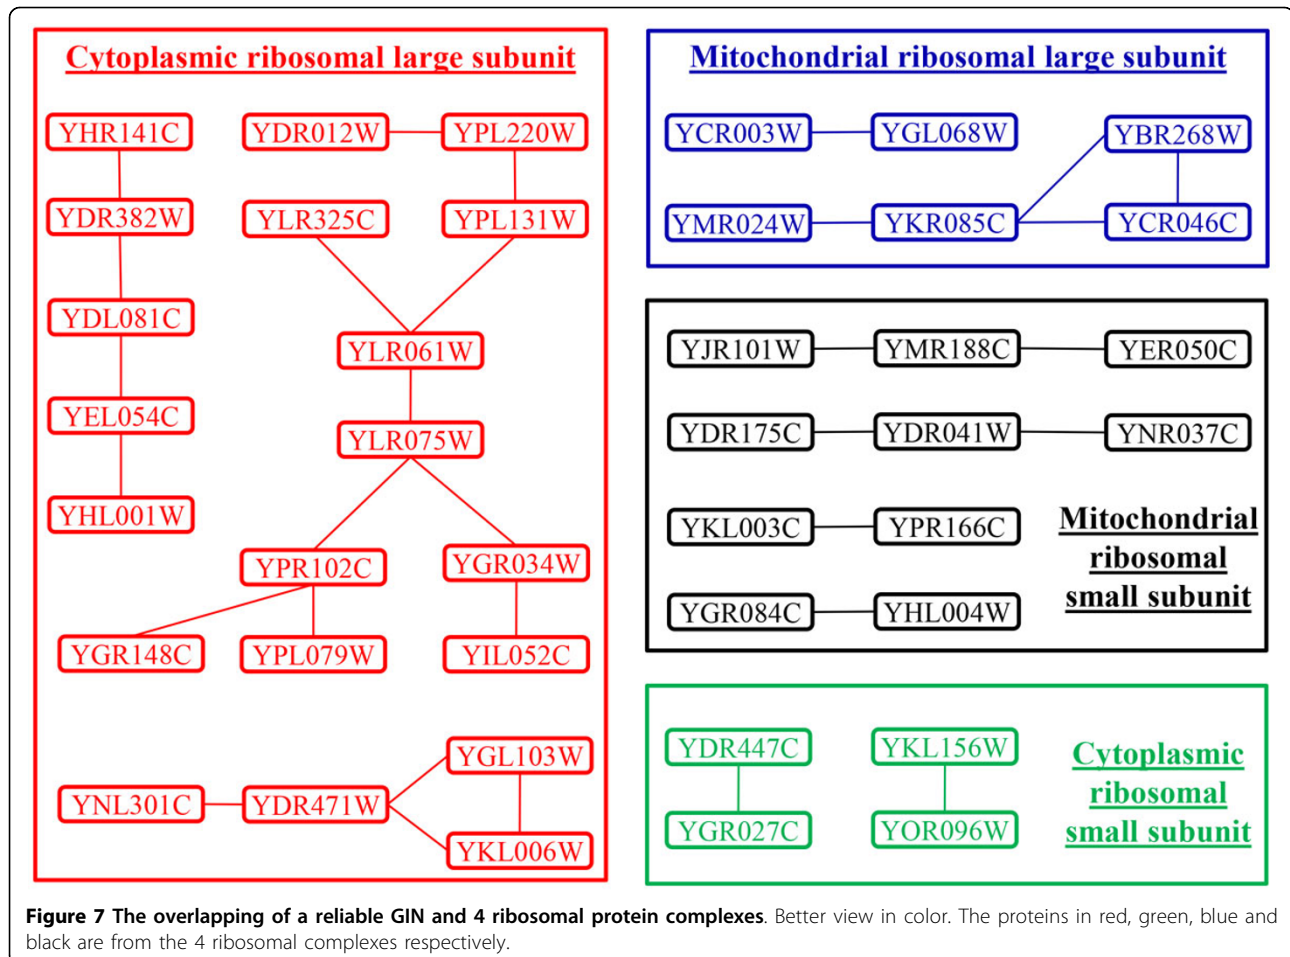 Cytoplasmic ribosomal large subunit
YHR141C YDR012W YPL220W
YDR382W YLR325C YPL131W
YDL081C
YLR061W
YEL054C
YLR075W
YHL001W
YPR102C YGR034W
YGR148C YPL079W YIL052C
YGL103W
YNL301C YDR471W
YKL006W
Mitochondrial ribosomal large subunit
YCR003W YGL068W YBR268W
YMR024W YKR085C YCR046C
YJR101W YMR188C YER050C
YDR175C YDR041W YNR037C
YKL003C YPR166C
YGR084C YHL004W
Mitochondrial
ribosomal
small subunit
YDR447C YKL156W
YGR027C YOR096W
Cytoplasmic
ribosomal
small subunit
Figure 7 The overlapping of a reliable GIN and 4 ribosomal protein complexes. Better view in color. The proteins in red, green, blue and
black are from the 4 ribosomal complexes respectively.